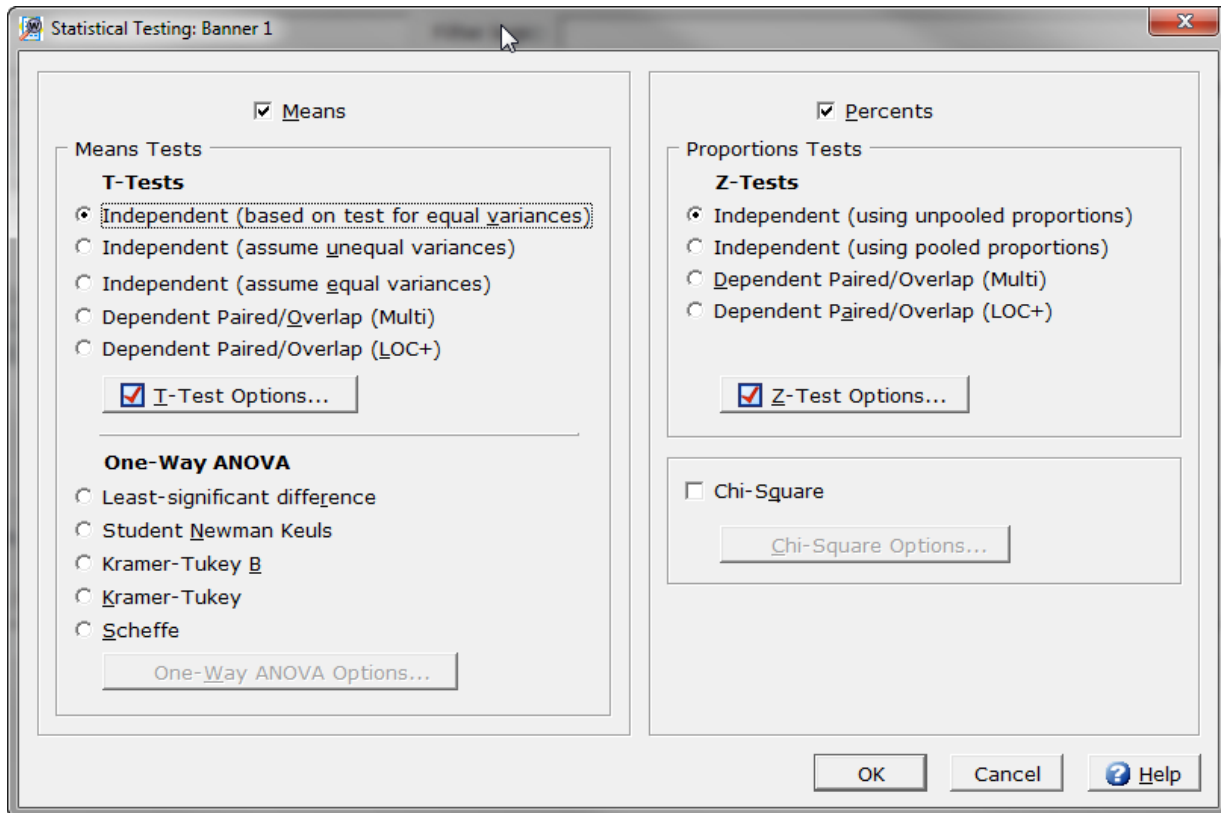 Statistical Testing: Banner 1
Means
Means Tests
T-Tests
Independent (based on test for equal variances)
Independent (assume unequal variances)
Independent (assume equal variances)
Dependent Paired/Overlap (Multi)
Dependent Paired/Overlap (LOC+)
T-Test Options...
One-Way ANOVA
Least-significant difference
Student Newman Keuls
Kramer-Tukey B
Kramer-Tukey
Scheffe
One-Way ANOVA Options...
Percents
Proportions Tests
Z-Tests
Independent (using unpooled proportions)
Independent (using pooled proportions)
Dependent Paired/Overlap (Multi)
Dependent Paired/Overlap (LOC+)
Z-Test Options...
Chi-Square
Chi-Square Options...
OK
Cancel
Help